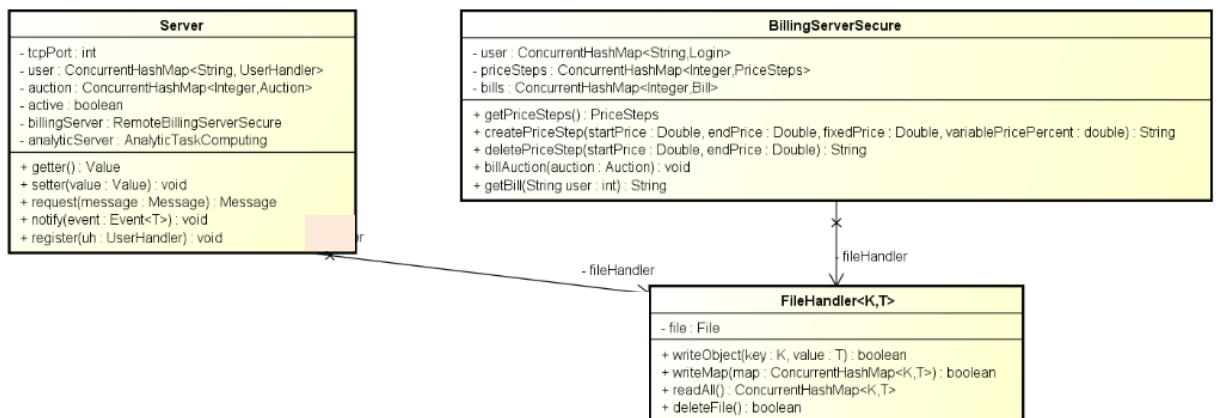 Server
- tcpPort : int
- user : ConcurrentHashMap<String, UserHandler>
- auction : ConcurrentHashMap<Integer,Auction>
- active : boolean
- billingServer : RemoteBillingServerSecure
- analyticServer : AnalyticTaskComputing
+ getter() : Value
+ setter(value : Value) : void
+ request(message : Message) : Message
+ notify(event : Event<T>) : void
+ register(uh : UserHandler) : void
BillingServerSecure
- user : ConcurrentHashMap<String,Login>
- priceSteps : ConcurrentHashMap<Integer,PriceSteps>
- bills : ConcurrentHashMap<Integer,Bill>
+ getPriceSteps() : PriceSteps
+ createPriceStep(startPrice : Double, endPrice : Double, fixedPrice : Double, variablePricePercent : double) : String
+ deletePriceStep(startPrice : Double, endPrice : Double) : String
+ billAuction(auction : Auction) : void
+ getBill(String user : int) : String
- fileHandler
- fileHandler
FileHandler<K,T>
- file : File
+ writeObject(key : K, value : T) : boolean
+ writeMap(map : ConcurrentHashMap<K,T>) : boolean
+ readAll() : ConcurrentHashMap<K,T>
+ deleteFile() : boolean